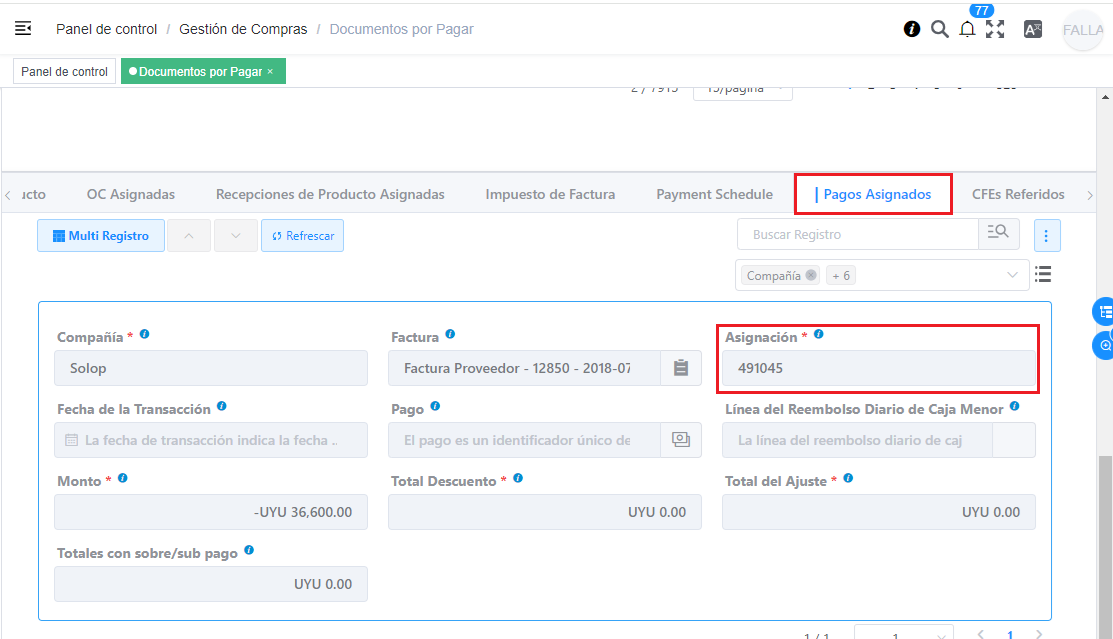 77
Panel de control / Gestión de Compras / Documentos por Pagar
FALLA
Panel de control
Documentos por Pagar ×
2 / 7915 15/página
ucto OC Asignadas Recepciones de Producto Asignadas Impuesto de Factura Payment Schedule Pagos Asignados CFEs Referidos
Multi Registro Refrescar Buscar Registro
Compañía + 6
Compañía * Factura Asignación *
Solop Factura Proveedor - 12850 - 2018-07 491045
Fecha de la Transacción Pago Línea del Reembolso Diario de Caja Menor
La fecha de transacción indica la fecha .. El pago es un identificador único de La línea del reembolso diario de caj
Monto * Total Descuento * Total del Ajuste *
-UYU 36,600.00 UYU 0.00 UYU 0.00
Totales con sobre/sub pago
UYU 0.00
1 / 1 1 1